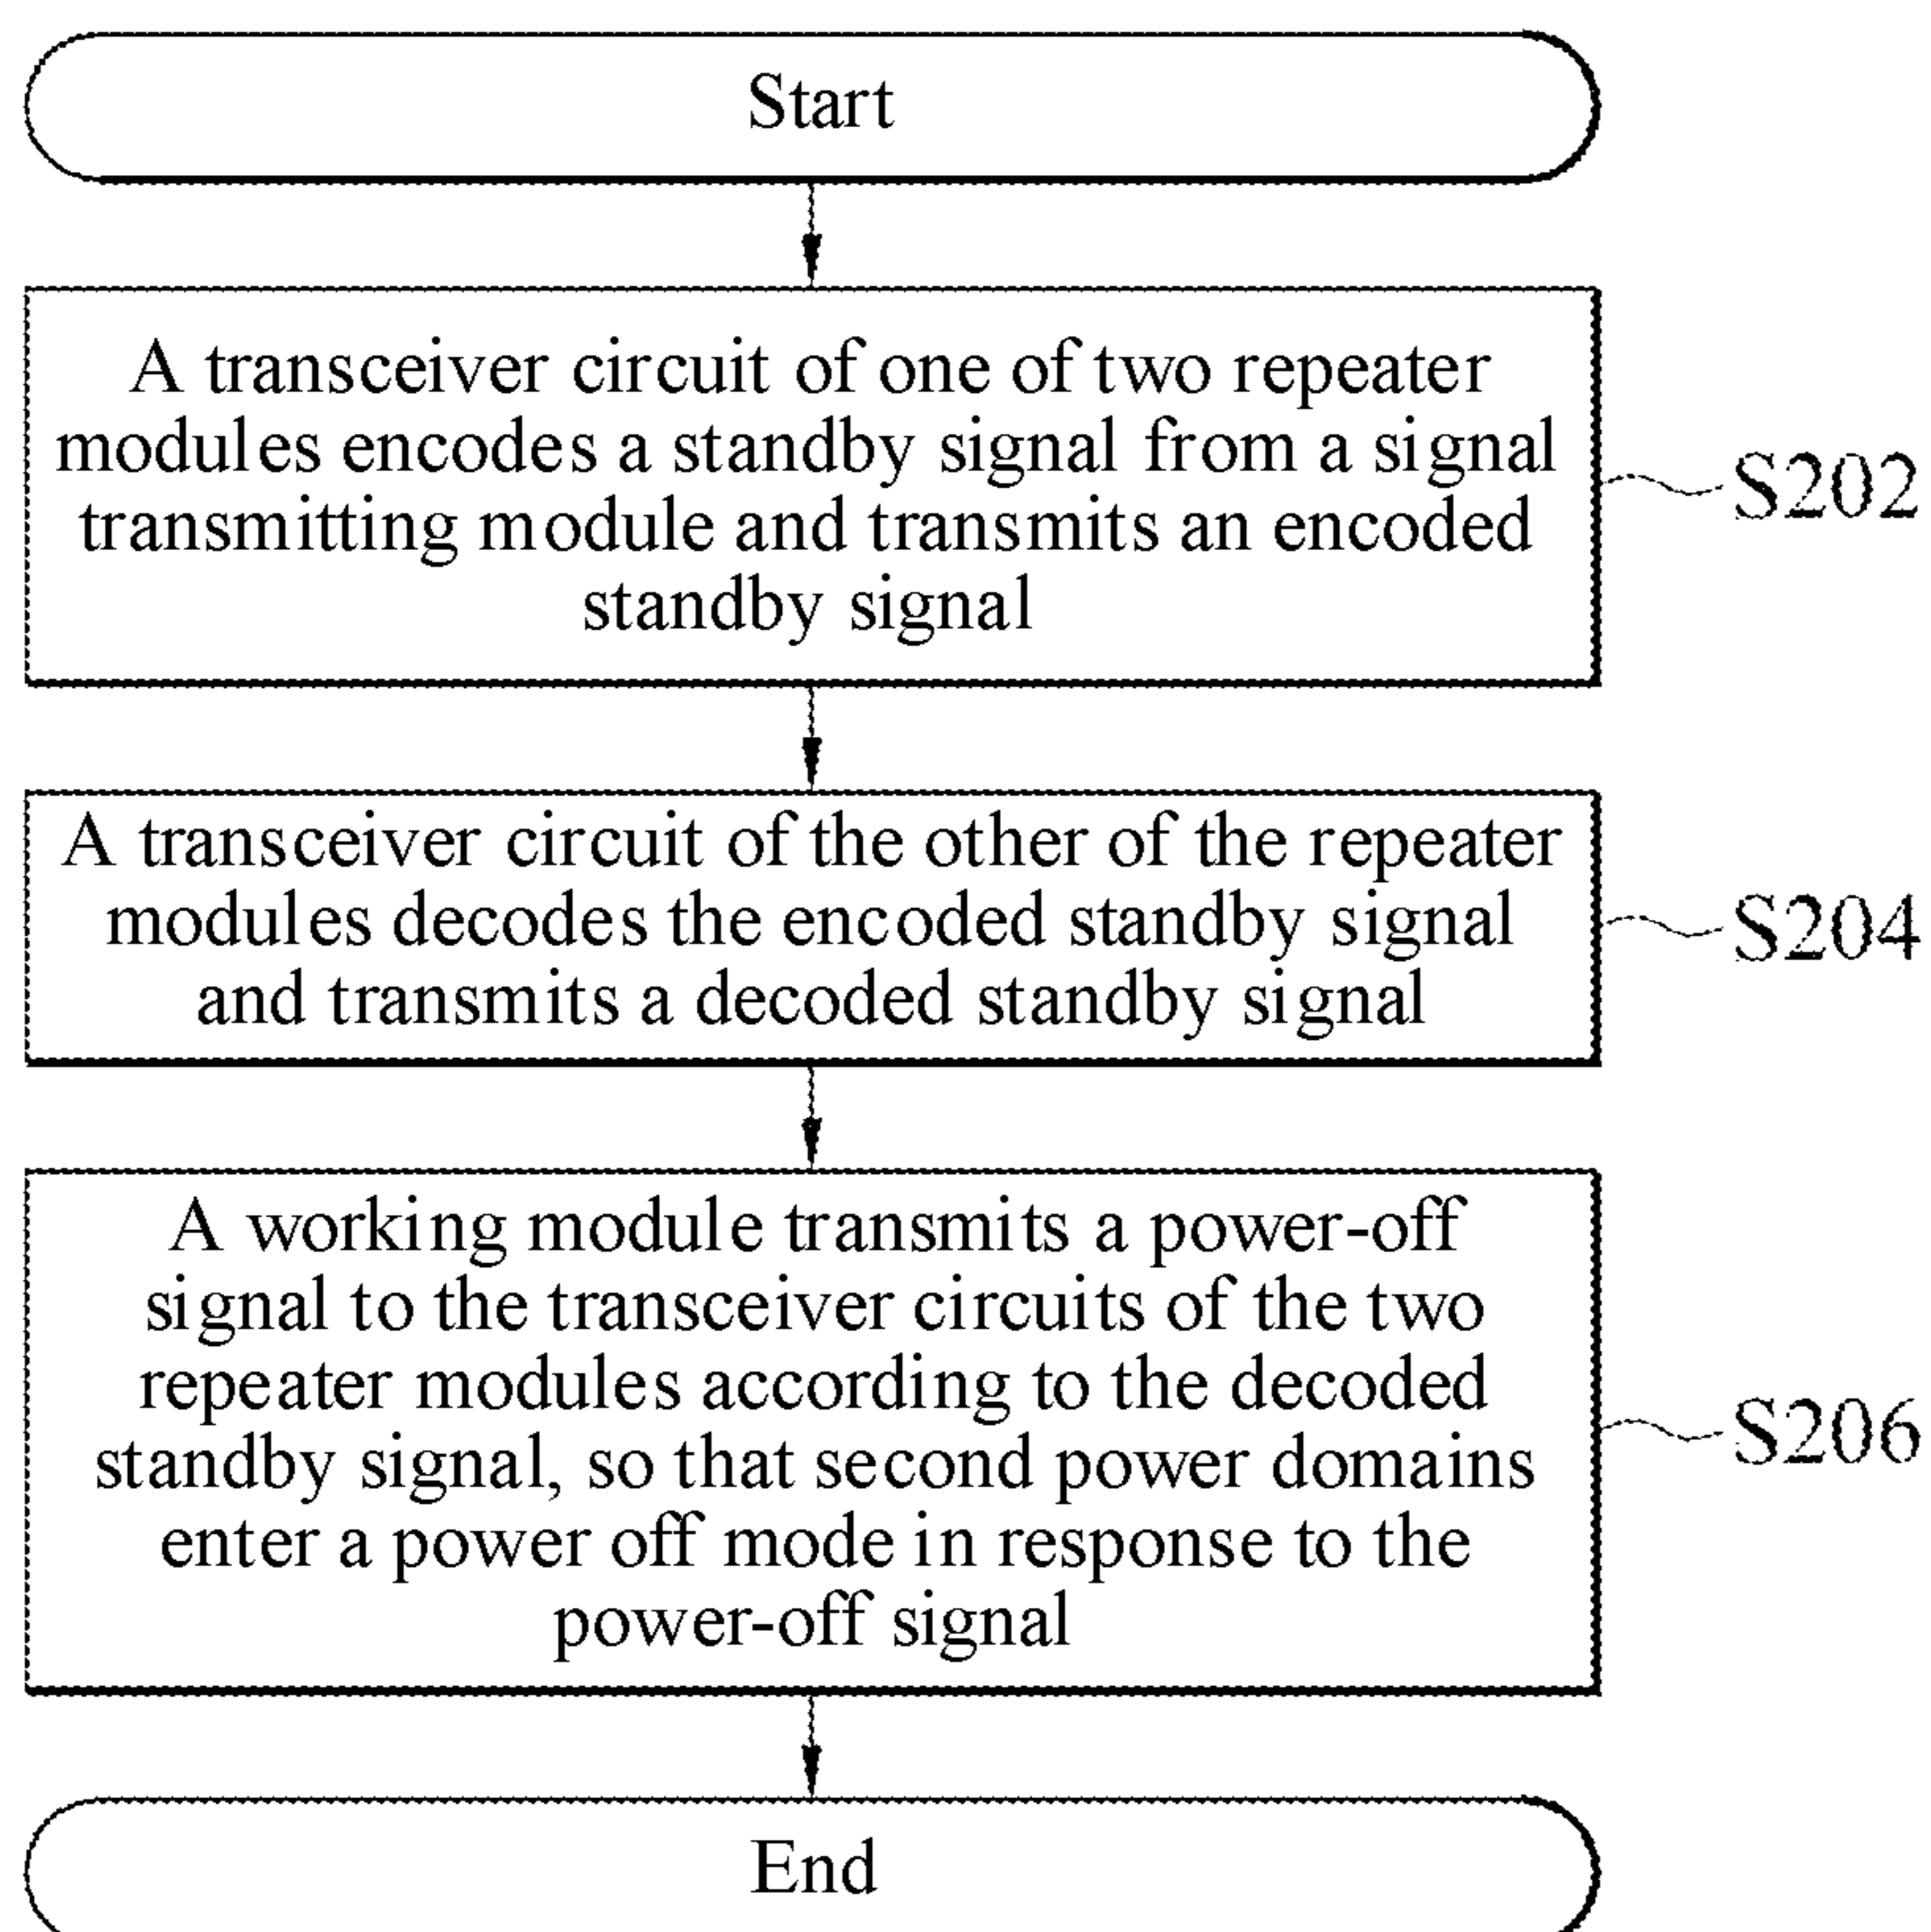 Start
A transceiver circuit of one of two repeater
modules encodes a standby signal from a signal
transmitting module and transmits an encoded
standby signal
S202
A transceiver circuit of the other of the repeater
modules decodes the encoded standby signal
and transmits a decoded standby signal
S204
A working module transmits a power-off
signal to the transceiver circuits of the two
repeater modules according to the decoded
standby signal, so that second power domains
enter a power off mode in response to the
power-off signal
S206
End